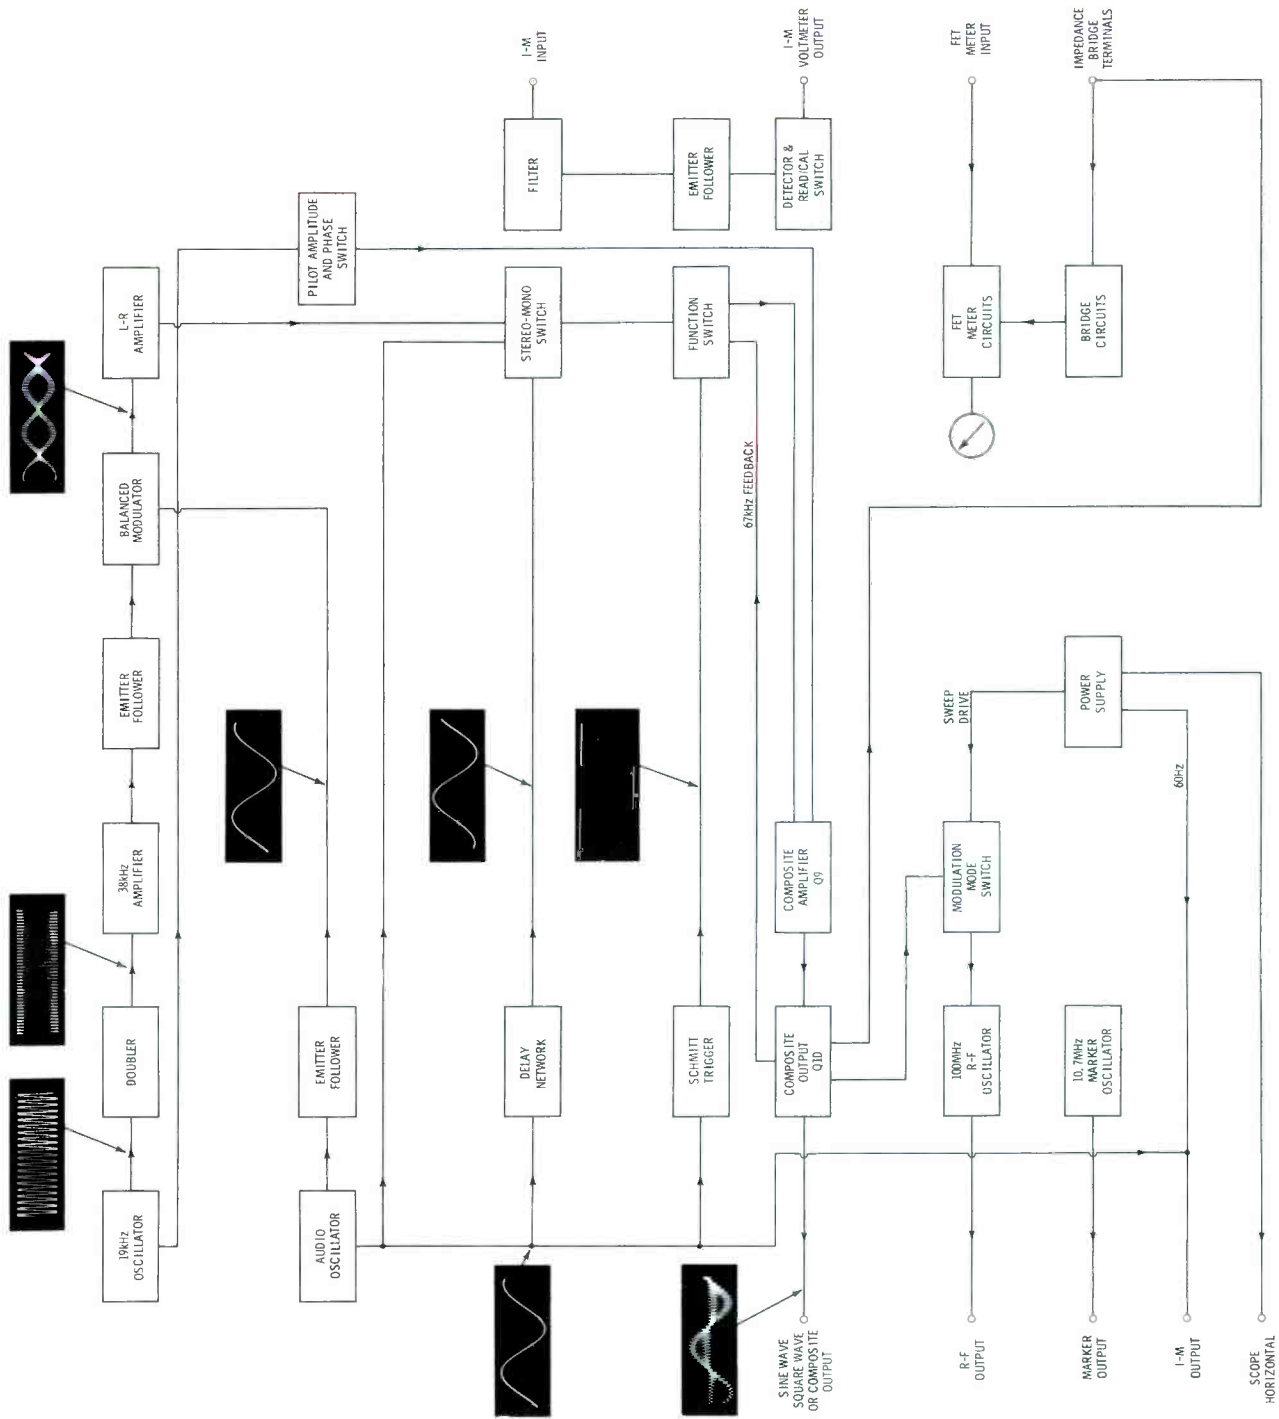 19kHz
OSCILLATOR
DOUBLER
38kHz
AMPLIFIER
EMITTER
FOLLOWER
BALANCED
MODULATOR
L-R
AMPLIFIER
PILOT AMPLITUDE
AND PHASE
SWITCH
AUDIO
OSCILLATOR
EMITTER
FOLLOWER
DELAY
NETWORK
STEREO-MONO
SWITCH
FILTER
I-M
INPUT
SCHMITT
TRIGGER
FUNCTION
SWITCH
EMITTER
FOLLOWER
67kHz FEEDBACK
SINE WAVE
SQUARE WAVE
OR COMPOSITE
OUTPUT
COMPOSITE
OUTPUT
Q10
COMPOSITE
AMPLIFIER
Q9
DETECTOR &
READ/CAL
SWITCH
I-M
VOLTMETER
OUTPUT
R-F
OUTPUT
100MHz
R-F
OSCILLATOR
MODULATION
MODE
SWITCH
SWEEP
DRIVE
FET
METER
CIRCUITS
FET
METER
INPUT
MARKER
OUTPUT
10.7MHz
MARKER
OSCILLATOR
POWER
SUPPLY
BRIDGE
CIRCUITS
IMPEDANCE
BRIDGE
TERMINALS
I-M
OUTPUT
60Hz
SCOPE
HORIZONTAL